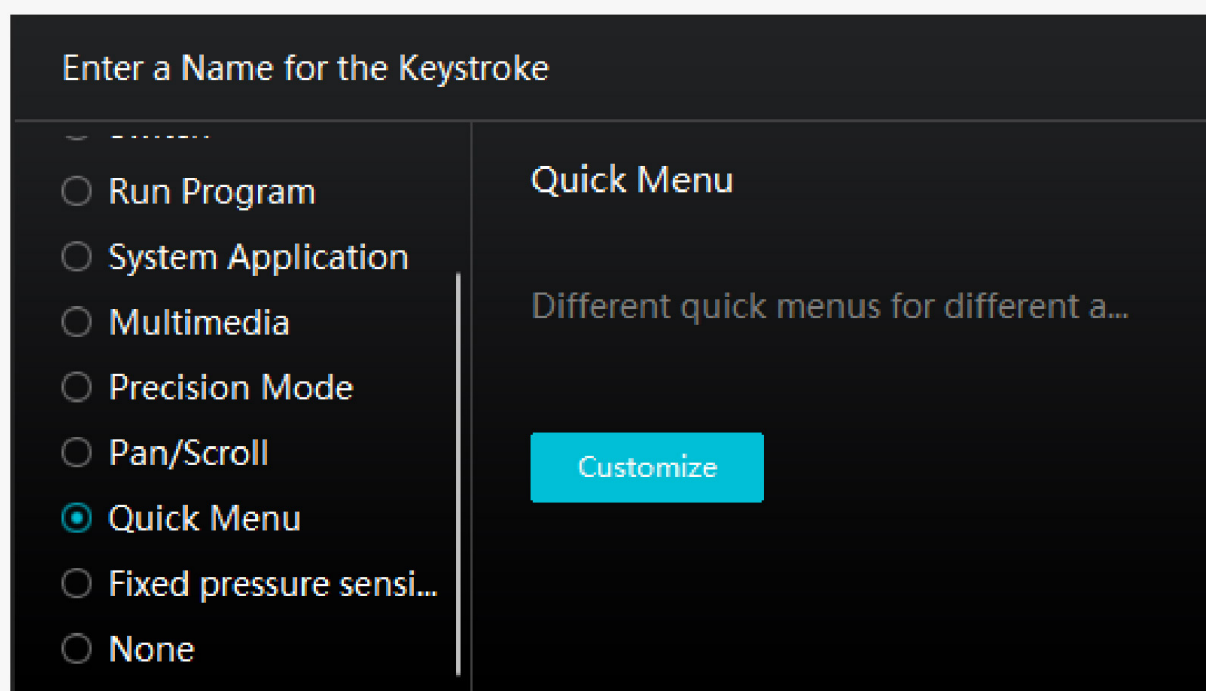 Enter a Name for the Keystroke
Run Program
System Application
Multimedia
Precision Mode
Pan/Scroll
Quick Menu
Fixed pressure sensi...
None
Quick Menu
Different quick menus for different a...
Customize